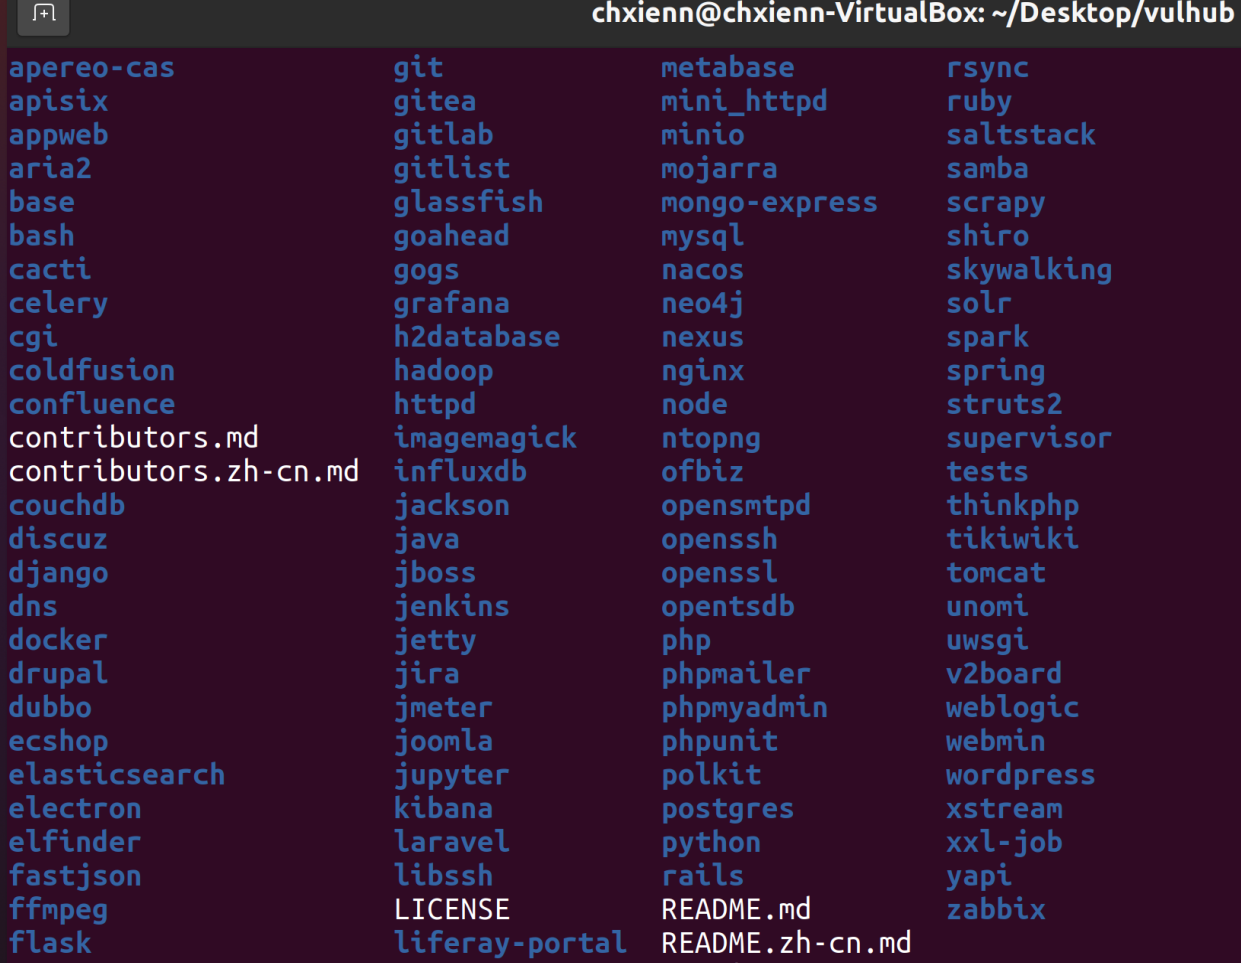 chxienn@chxienn-VirtualBox: ~/Desktop/vulhub
apereo-cas git metabase rsync
apisix gitea mini_httpd ruby
appweb gitlab minio saltstack
aria2 gitlist mojarra samba
base glassfish mongo-express scrapy
bash goahead mysql shiro
cacti gogs nacos skywalking
celery grafana neo4j solr
cgi h2database nexus spark
coldfusion hadoop nginx spring
confluence httpd node struts2
contributors.md imagemagick ntopng supervisor
contributors.zh-cn.md influxdb ofbiz tests
couchdb jackson opensmtpd thinkphp
discuz java openssh tikiwiki
django jboss openssl tomcat
dns jenkins opentsdb unomi
docker jetty php uwsgi
drupal jira phpmailer v2board
dubbo jmeter phpmyadmin weblogic
ecshop joomla phpunit webmin
elasticsearch jupyter polkit wordpress
electron kibana postgres xstream
elfinder laravel python xxl-job
fastjson libssh rails yapi
ffmpeg LICENSE README.md zabbix
flask liferay-portal README.zh-cn.md